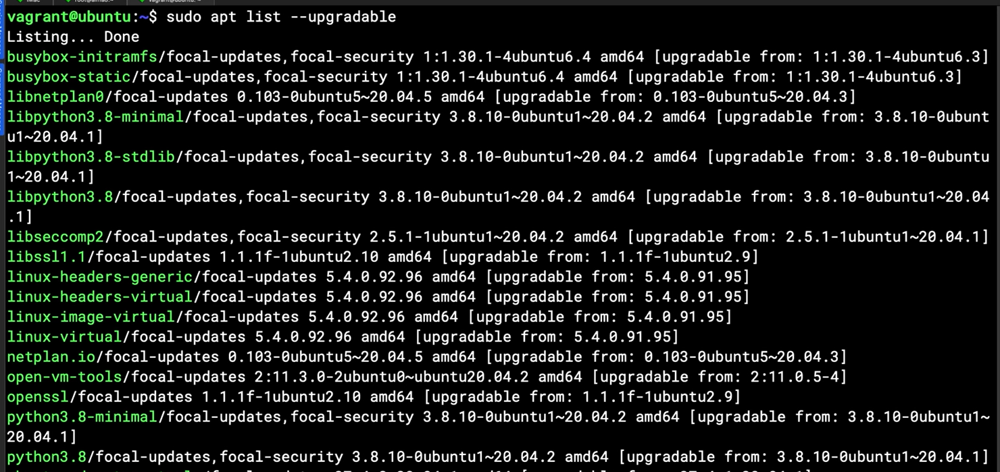 vagrant@ubuntu:~$ sudo apt list --upgradable
Listing... Done
busybox-initramfs/focal-updates,focal-security 1:1.30.1-4ubuntu6.4 amd64 [upgradable from: 1:1.30.1-4ubuntu6.3]
busybox-static/focal-updates,focal-security 1:1.30.1-4ubuntu6.4 amd64 [upgradable from: 1:1.30.1-4ubuntu6.3]
libnetplan0/focal-updates 0.103-0ubuntu5~20.04.5 amd64 [upgradable from: 0.103-0ubuntu5~20.04.3]
libpython3.8-minimal/focal-updates,focal-security 3.8.10-0ubuntu1~20.04.2 amd64 [upgradable from: 3.8.10-0ubunt
u1~20.04.1]
libpython3.8-stdlib/focal-updates,focal-security 3.8.10-0ubuntu1~20.04.2 amd64 [upgradable from: 3.8.10-0ubuntu
1~20.04.1]
libpython3.8/focal-updates,focal-security 3.8.10-0ubuntu1~20.04.2 amd64 [upgradable from: 3.8.10-0ubuntu1~20.04
.1]
libseccomp2/focal-updates,focal-security 2.5.1-1ubuntu1~20.04.2 amd64 [upgradable from: 2.5.1-1ubuntu1~20.04.1]
libssl1.1/focal-updates 1.1.1f-1ubuntu2.10 amd64 [upgradable from: 1.1.1f-1ubuntu2.9]
linux-headers-generic/focal-updates 5.4.0.92.96 amd64 [upgradable from: 5.4.0.91.95]
linux-headers-virtual/focal-updates 5.4.0.92.96 amd64 [upgradable from: 5.4.0.91.95]
linux-image-virtual/focal-updates 5.4.0.92.96 amd64 [upgradable from: 5.4.0.91.95]
linux-virtual/focal-updates 5.4.0.92.96 amd64 [upgradable from: 5.4.0.91.95]
netplan.io/focal-updates 0.103-0ubuntu5~20.04.5 amd64 [upgradable from: 0.103-0ubuntu5~20.04.3]
open-vm-tools/focal-updates 2:11.3.0-2ubuntu0~ubuntu20.04.2 amd64 [upgradable from: 2:11.0.5-4]
openssl/focal-updates 1.1.1f-1ubuntu2.10 amd64 [upgradable from: 1.1.1f-1ubuntu2.9]
python3.8-minimal/focal-updates,focal-security 3.8.10-0ubuntu1~20.04.2 amd64 [upgradable from: 3.8.10-0ubuntu1~
20.04.1]
python3.8/focal-updates,focal-security 3.8.10-0ubuntu1~20.04.2 amd64 [upgradable from: 3.8.10-0ubuntu1~20.04.1]